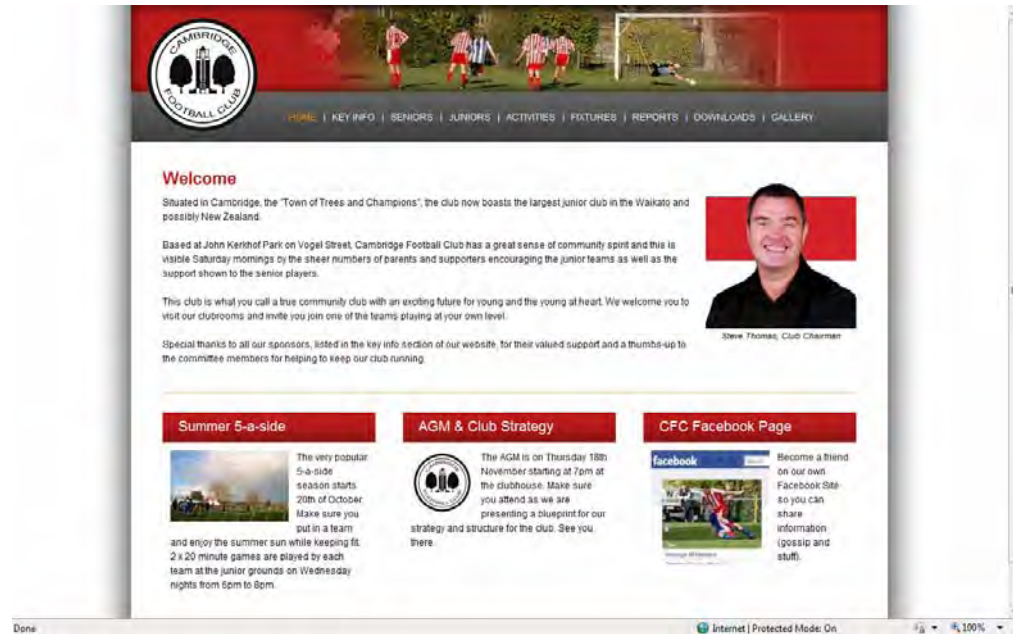 CAMBRIDGE
FOOTBALL CLUB
HOME | KEY INFO | SENIORS | JUNIORS | ACTIVITIES | FIXTURES | REPORTS | DOWNLOADS | GALLERY
Welcome
Situated in Cambridge, the "Town of Trees and Champions", the club now boasts the largest junior club in the Waikato and
possibly New Zealand.
Based at John Kerkhof Park on Vogel Street, Cambridge Football Club has a great sense of community spirit and this is
visible Saturday mornings by the sheer numbers of parents and supporters encouraging the junior teams as well as the
support shown to the senior players.
This club is what you call a true community club with an exciting future for young and the young at heart. We welcome you to
visit our clubrooms and invite you join one of the teams playing at your own level.
Special thanks to all our sponsors, listed in the key info section of our website, for their valued support and a thumbs-up to
the committee members for helping to keep our club running.
Steve Thomas, Club Chairman
Summer 5-a-side
The very popular
5-a-side
season starts
20th of October.
Make sure you
put in a team
and enjoy the summer sun while keeping fit.
2 x 20 minute games are played by each
team at the junior grounds on Wednesday
nights from 6pm to 8pm.
AGM & Club Strategy
The AGM is on Thursday 18th
November starting at 7pm at
the clubhouse. Make sure
you attend as we are
presenting a blueprint for our
strategy and structure for the club. See you
there.
CFC Facebook Page
facebook
Become a friend
on our own
Facebook Site
so you can
share
information
(gossip and
stuff).
Done
Internet | Protected Mode: On
100%